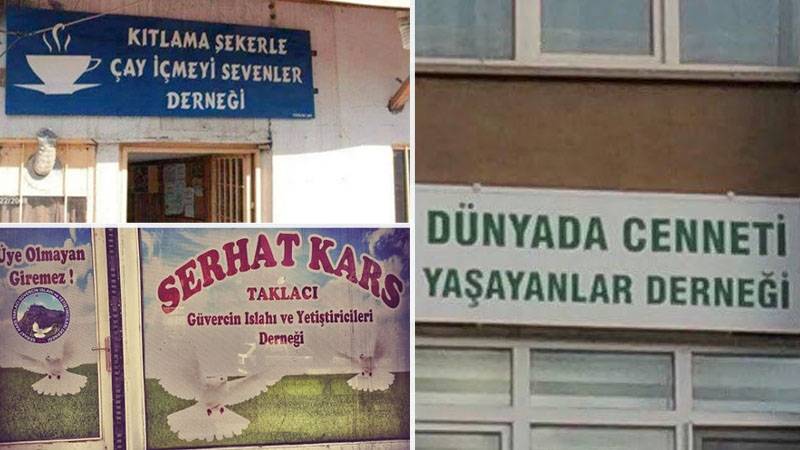 KITLAMA ŞEKERLE
ÇAY İÇMEYİ SEVENLER
DERNEĞİ
Üye Olmayan
Giremez !
SERHAT KARS
TAKLACI
Güvercin Islahı ve Yetiştiricileri
Derneği
DÜNYADA CENNETİ
YAŞAYANLAR DERNEĞİ